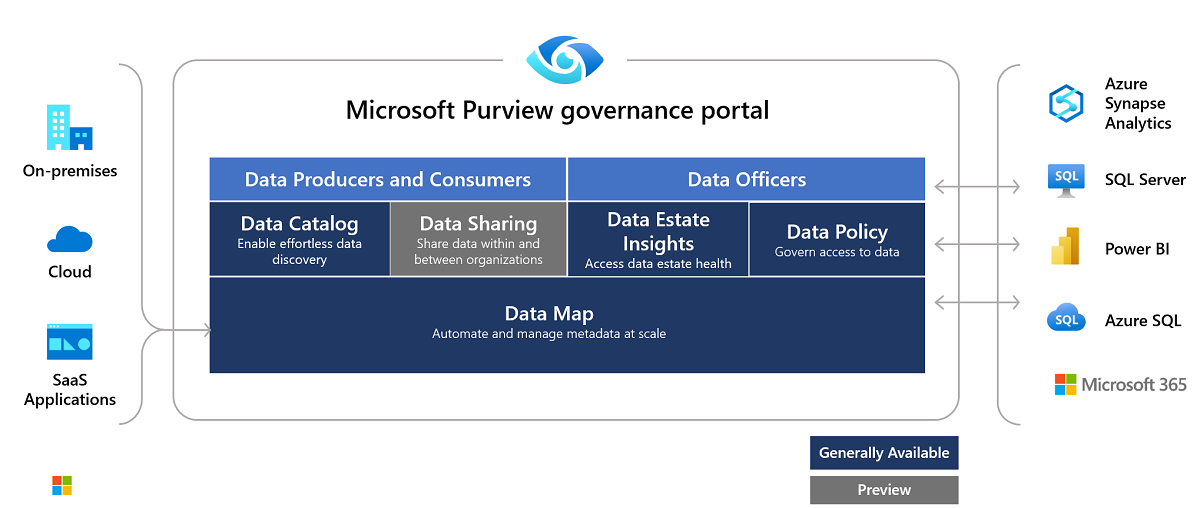 Microsoft Purview governance portal
On-premises
Cloud
SaaS
Applications
Data Producers and Consumers
Data Officers
Data Catalog
Enable effortless data
discovery
Data Sharing
Share data within and
between organizations
Data Estate
Insights
Access data estate health
Data Policy
Govern access to data
Data Map
Automate and manage metadata at scale
Azure
Synapse
Analytics
SQL
SQL Server
Power BI
SQL
Azure SQL
Microsoft 365
Generally Available
Preview